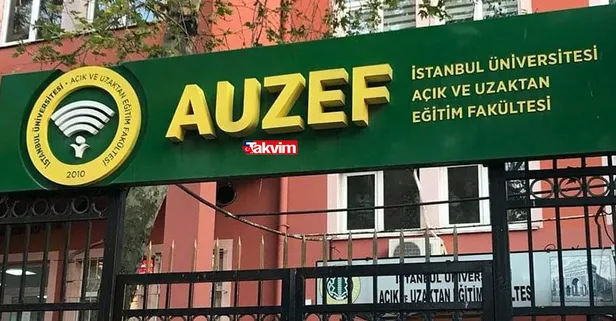 İSTANBUL ÜNİVERSİTESİ - AÇIK VE UZAKTAN EĞİTİM FAKÜLTESİ
2010
AUZEF
İSTANBUL ÜNİVERSİTESİ
AÇIK VE UZAKTAN
EĞİTİM FAKÜLTESİ
Takvim
İSTANBUL ÜNİVERSİTESİ
AÇIK VE UZAKTAN EĞİTİM FAKÜLTESİ